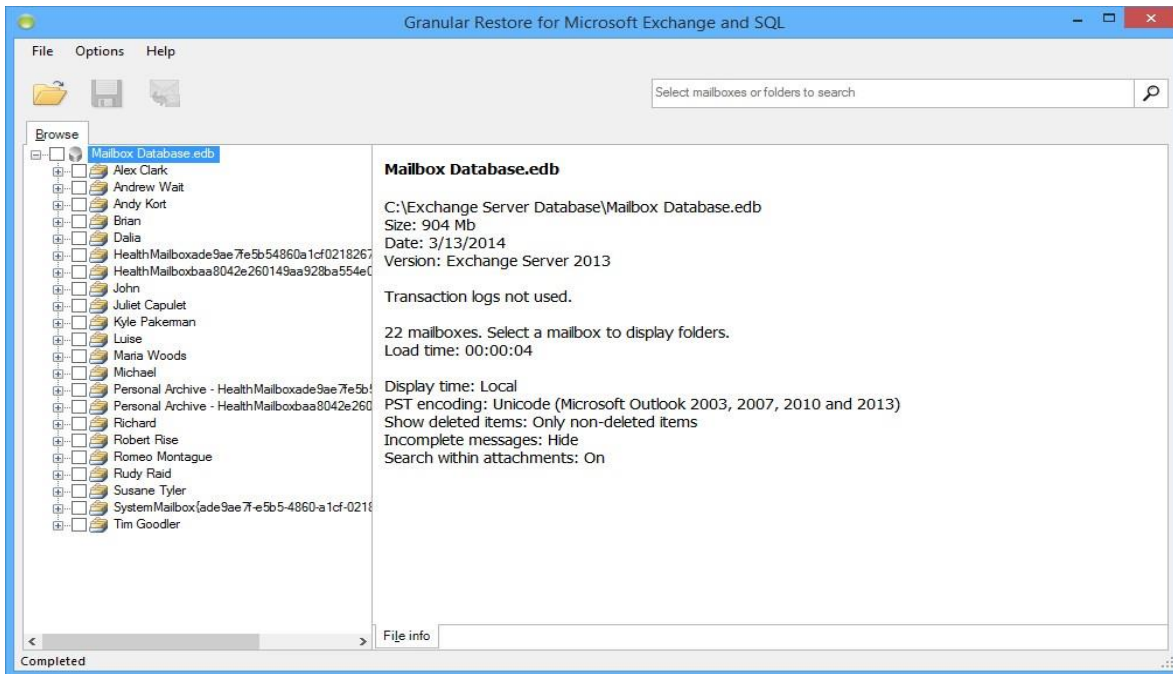 Granular Restore for Microsoft Exchange and SQL
File Options Help
Select mailboxes or folders to search
Browse
Mailbox Database.edb
Alex Clark
Andrew Wait
Andy Kort
Brian
Dalia
HealthMailboxade9ae7fe5b54860a1cf0218267
HealthMailboxbaa8042e260149aa928ba554e0
John
Juliet Capulet
Kyle Pakerman
Luise
Maria Woods
Michael
Personal Archive - HealthMailboxade9ae7fe5b5
Personal Archive - HealthMailboxbaa8042e260
Richard
Robert Rise
Romeo Montague
Rudy Raid
Susane Tyler
SystemMailbox{ade9ae7f-e5b5-4860-a1cf-0218
Tim Goodler
Mailbox Database.edb
C:\Exchange Server Database\Mailbox Database.edb
Size: 904 Mb
Date: 3/13/2014
Version: Exchange Server 2013
Transaction logs not used.
22 mailboxes. Select a mailbox to display folders.
Load time: 00:00:04
Display time: Local
PST encoding: Unicode (Microsoft Outlook 2003, 2007, 2010 and 2013)
Show deleted items: Only non-deleted items
Incomplete messages: Hide
Search within attachments: On
File info
Completed